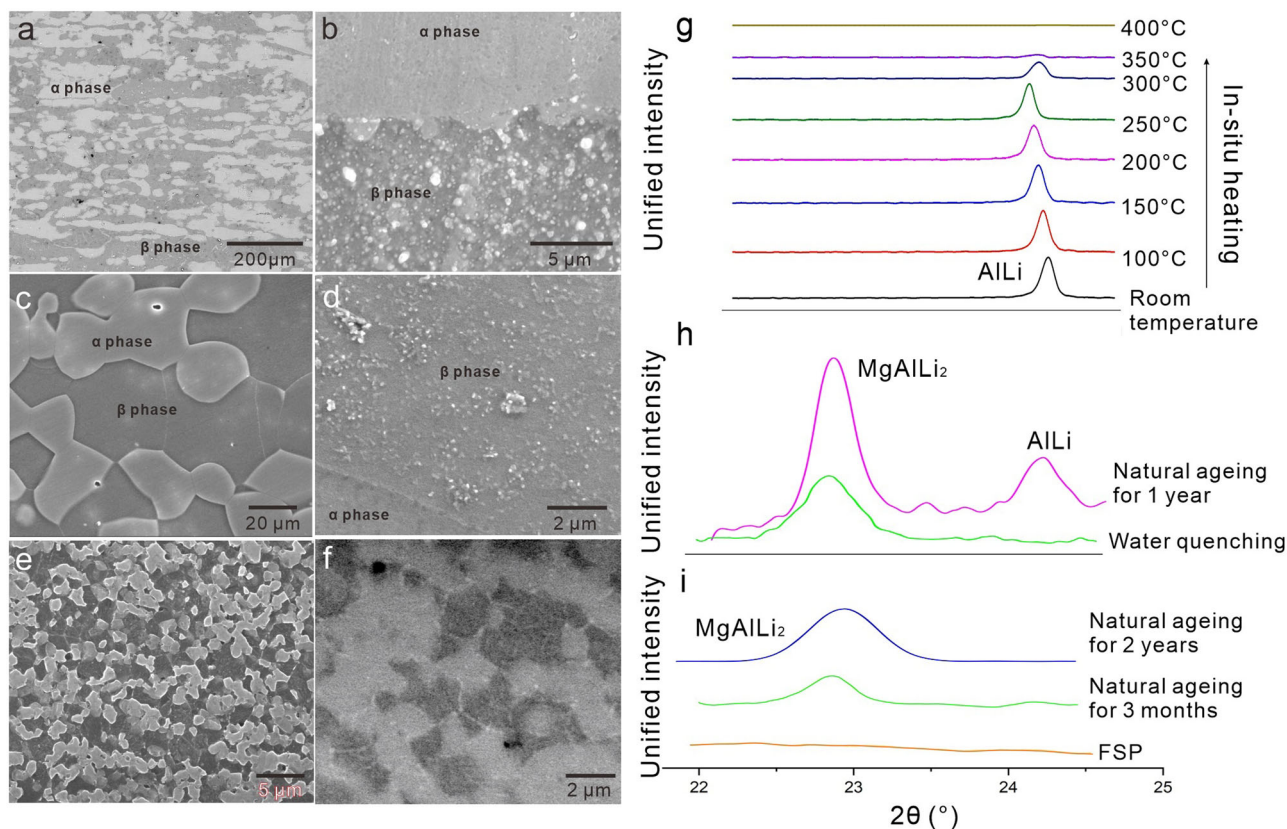 a
α phase
β phase
200μm
b
α phase
β phase
5 μm
c
α phase
β phase
20 μm
d
β phase
α phase
2 μm
e
5 μm
f
2 μm
g
Unified intensity
400°C
350°C
300°C
250°C
200°C
150°C
100°C
AlLi
Room
temperature
In-situ heating
h
Unified intensity
MgAlLi₂
AlLi
Natural ageing
for 1 year
Water quenching
i
Unified intensity
MgAlLi₂
Natural ageing
for 2 years
Natural ageing
for 3 months
FSP
22
23
24
25
2θ (°)